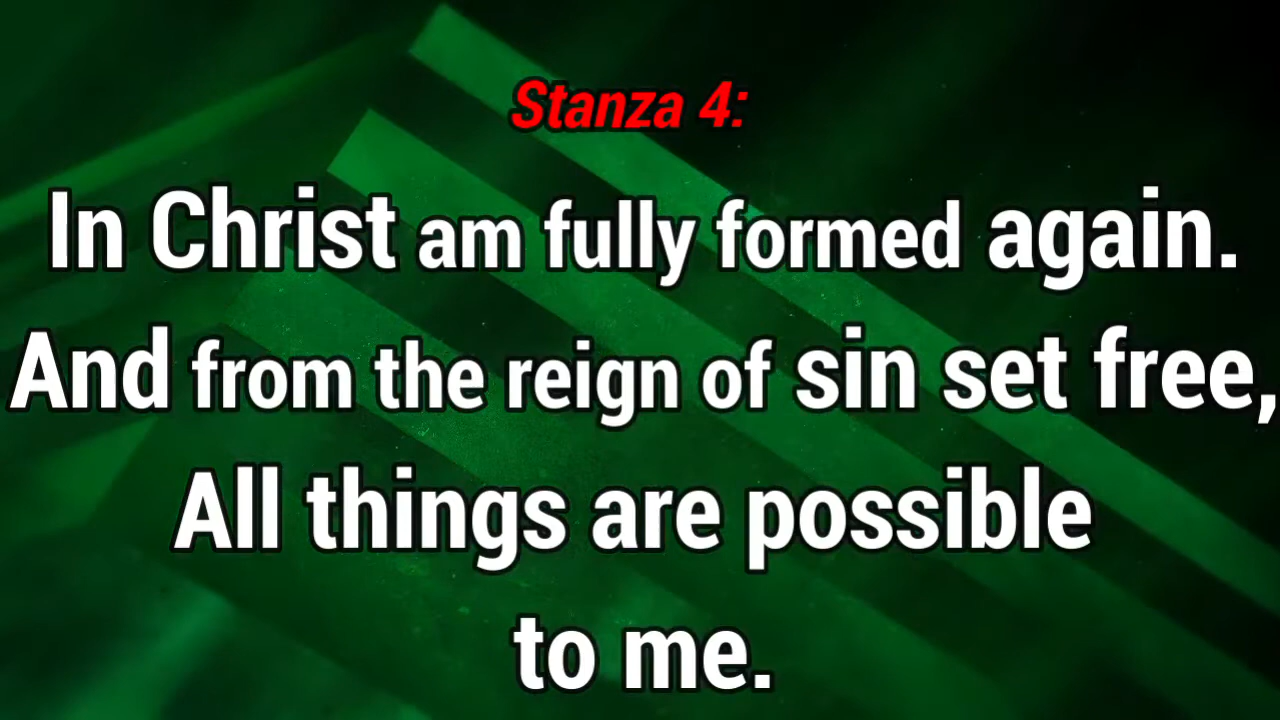 Stanza 4:
In Christ am fully formed again.
And from the reign of sin set free,
All things are possible
to me.